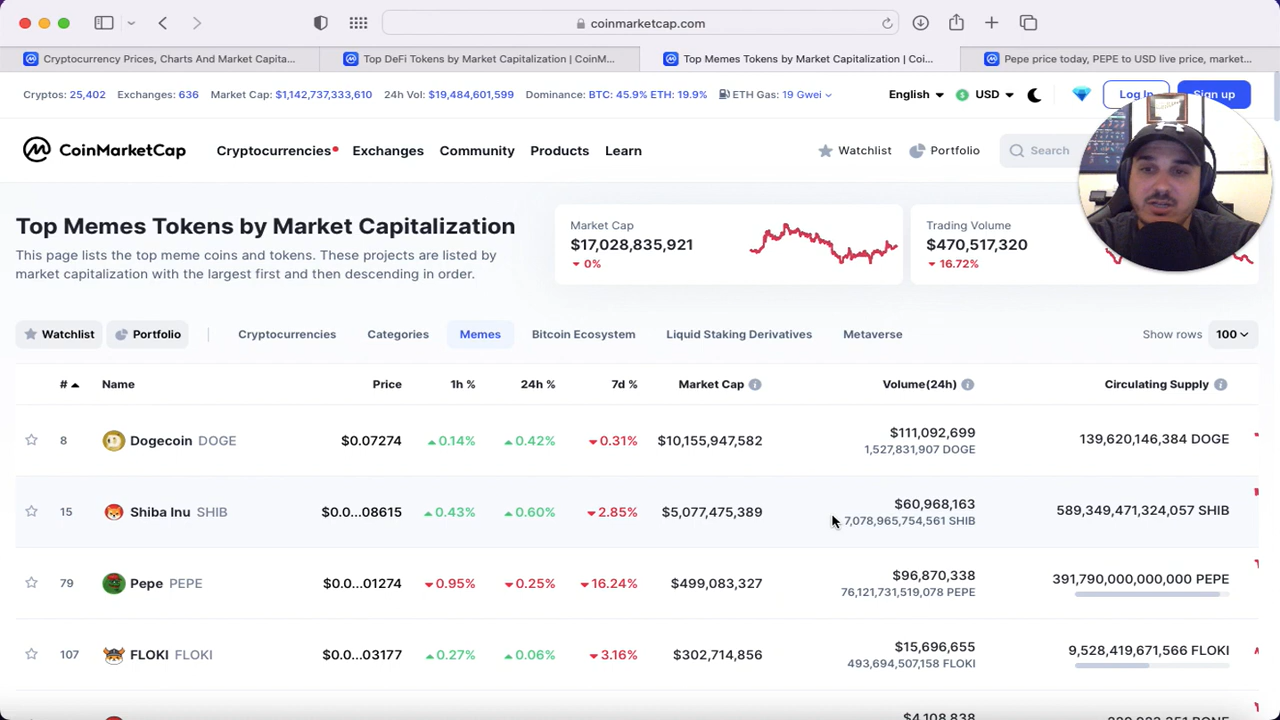 coinmarketcap.com
Cryptocurrency Prices, Charts And Market Capita...
Top DeFi Tokens by Market Capitalization | CoinM...
Top Memes Tokens by Market Capitalization | Coi...
Pepe price today, PEPE to USD live price, market...
Cryptos: 25,402 Exchanges: 636 Market Cap: $1,142,737,333,610 24h Vol: $19,484,601,599 Dominance: BTC: 45.9% ETH: 19.9% ETH Gas: 19 Gwei
English USD Log In Sign up
CoinMarketCap Cryptocurrencies Exchanges Community Products Learn Watchlist Portfolio Search
Top Memes Tokens by Market Capitalization
This page lists the top meme coins and tokens. These projects are listed by
market capitalization with the largest first and then descending in order.
Market Cap
$17,028,835,921
0%
Trading Volume
$470,517,320
16.72%
Watchlist Portfolio Cryptocurrencies Categories Memes Bitcoin Ecosystem Liquid Staking Derivatives Metaverse Show rows 100
# Name Price 1h % 24h % 7d % Market Cap Volume(24h) Circulating Supply
8 Dogecoin DOGE $0.07274 0.14% 0.42% 0.31% $10,155,947,582 $111,092,699 139,620,146,384 DOGE
1,527,831,907 DOGE
15 Shiba Inu SHIB $0.0...08615 0.43% 0.60% 2.85% $5,077,475,389 $60,968,163 589,349,471,324,057 SHIB
7,078,965,754,561 SHIB
79 Pepe PEPE $0.0...01274 0.95% 0.25% 16.24% $499,083,327 $96,870,338 391,790,000,000,000 PEPE
76,121,731,519,078 PEPE
107 FLOKI FLOKI $0.0...03177 0.27% 0.06% 3.16% $302,714,856 $15,696,655 9,528,419,671,566 FLOKI
493,694,507,158 FLOKI